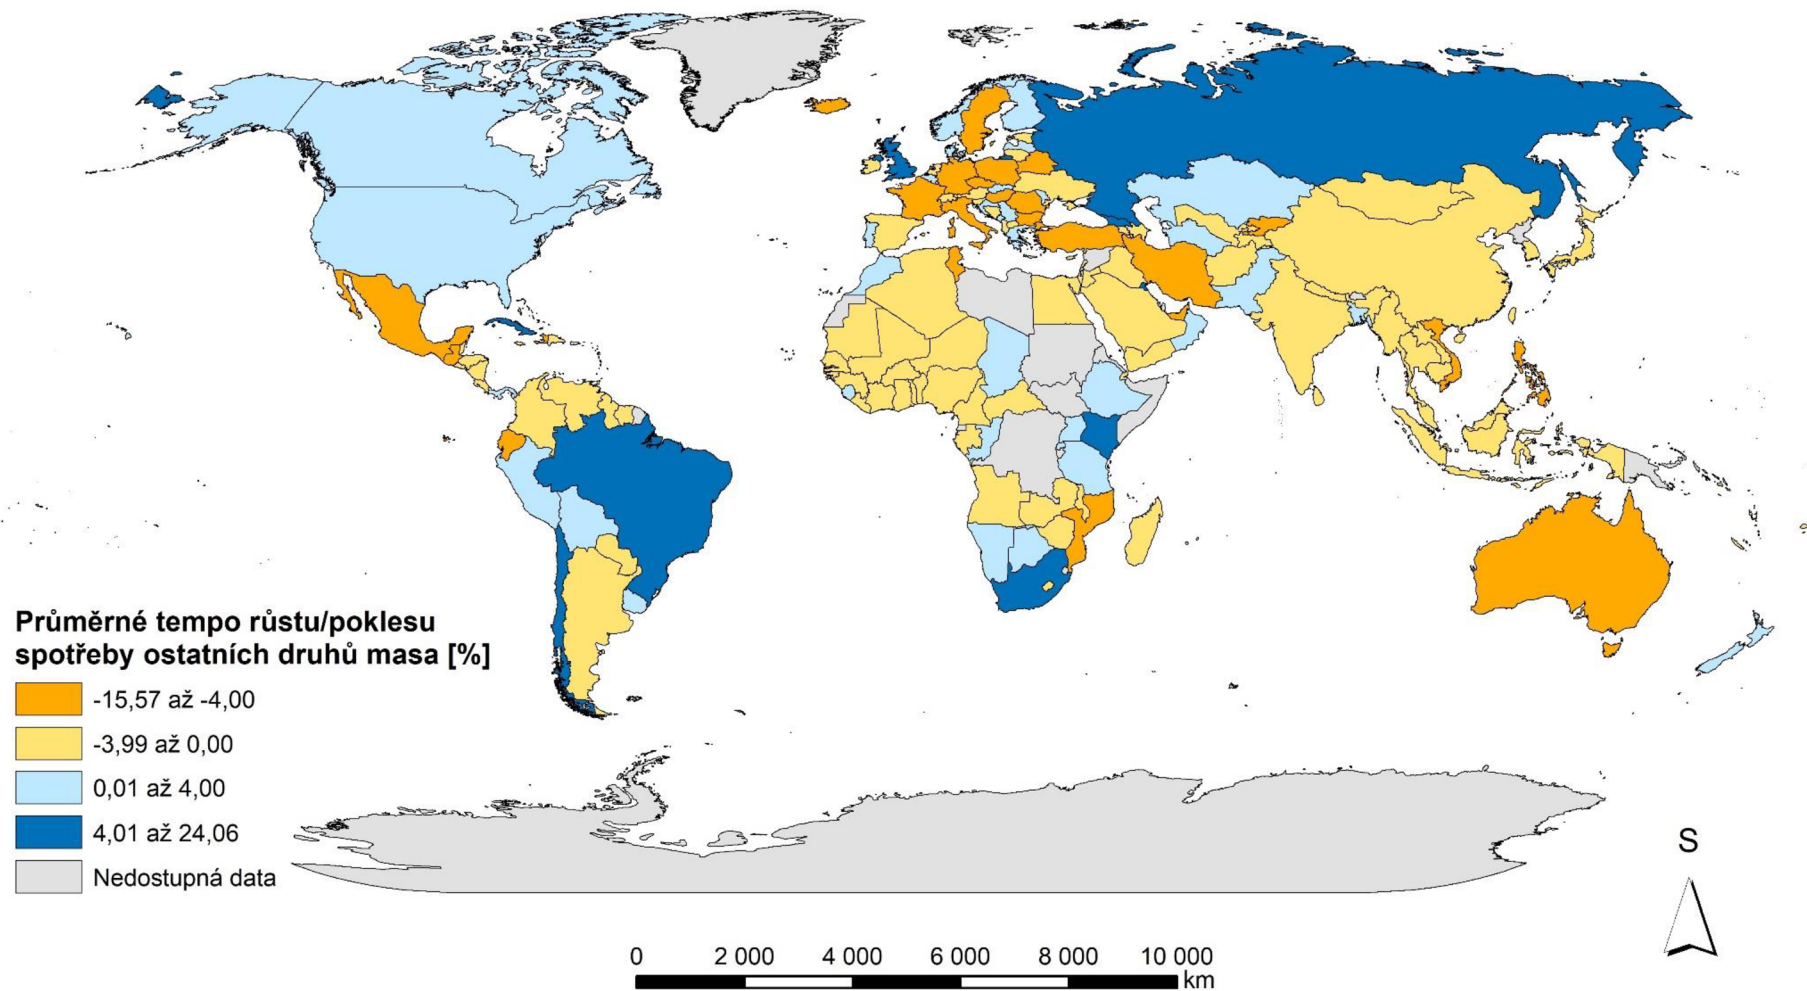 Průměrné tempo růstu/poklesu
spotřeby ostatních druhů masa [%]
-15,57 až -4,00
-3,99 až 0,00
0,01 až 4,00
4,01 až 24,06
Nedostupná data
S
0 2 000 4 000 6 000 8 000 10 000
km